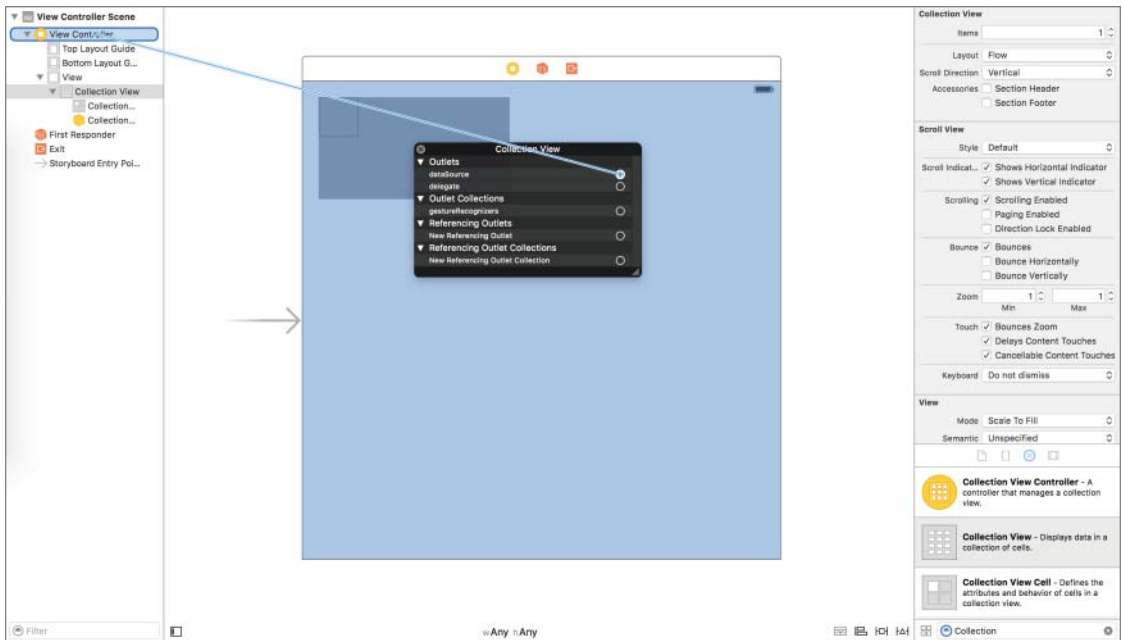 View Controller Scene
View Controller
Top Layout Guide
Bottom Layout G...
View
Collection View
Collection...
Collection...
First Responder
Exit
Storyboard Entry Poi...
Filter
Collection View
Outlets
dataSource
delegate
Outlet Collections
gestureRecognizers
Referencing Outlets
New Referencing Outlet
Referencing Outlet Collections
New Referencing Outlet Collection
wAny hAny
Collection View
Items 1
Layout Flow
Scroll Direction Vertical
Accessories Section Header
Section Footer
Scroll View
Style Default
Scroll Indicat... Shows Horizontal Indicator
Shows Vertical Indicator
Scrolling Scrolling Enabled
Paging Enabled
Direction Lock Enabled
Bounce Bounces
Bounce Horizontally
Bounce Vertically
Zoom 1 1
Min Max
Touch Bounces Zoom
Delays Content Touches
Cancellable Content Touches
Keyboard Do not dismiss
View
Mode Scale To Fill
Semantic Unspecified
Collection View Controller - A
controller that manages a collection
view.
Collection View - Displays data in a
collection of cells.
Collection View Cell - Defines the
attributes and behavior of cells in a
collection view.
Collection